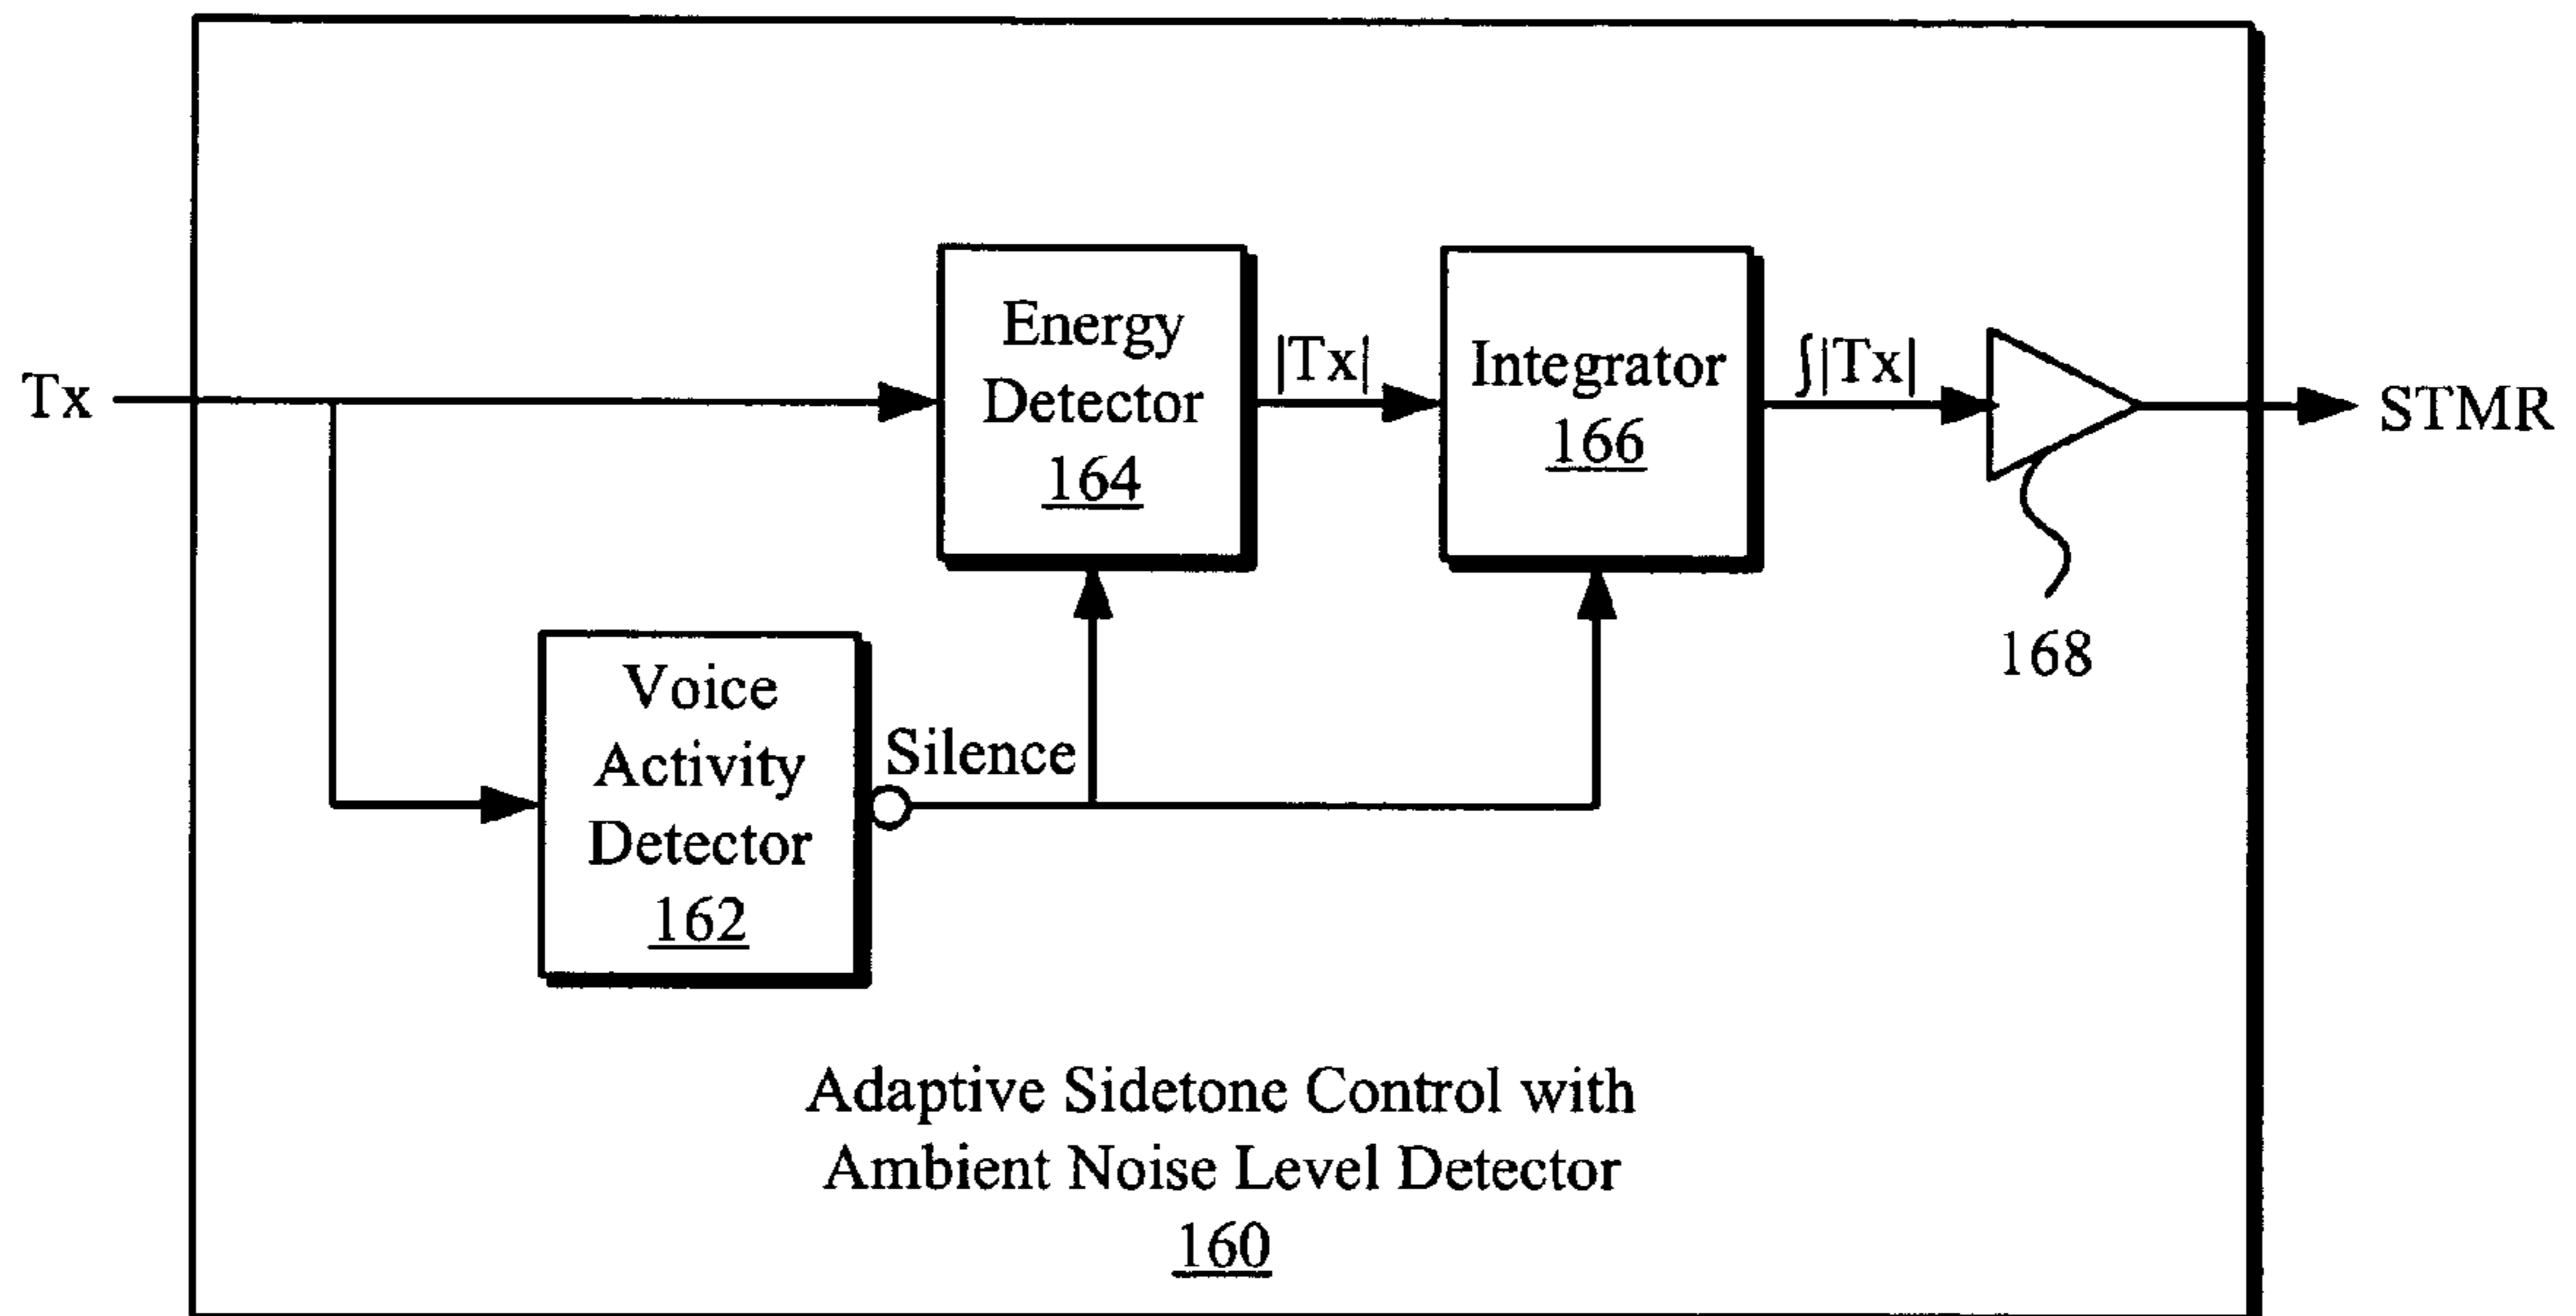 Tx
Energy
Detector
164
|Tx|
Integrator
166
∫|Tx|
STMR
168
Voice
Activity
Detector
162
Silence
Adaptive Sidetone Control with
Ambient Noise Level Detector
160